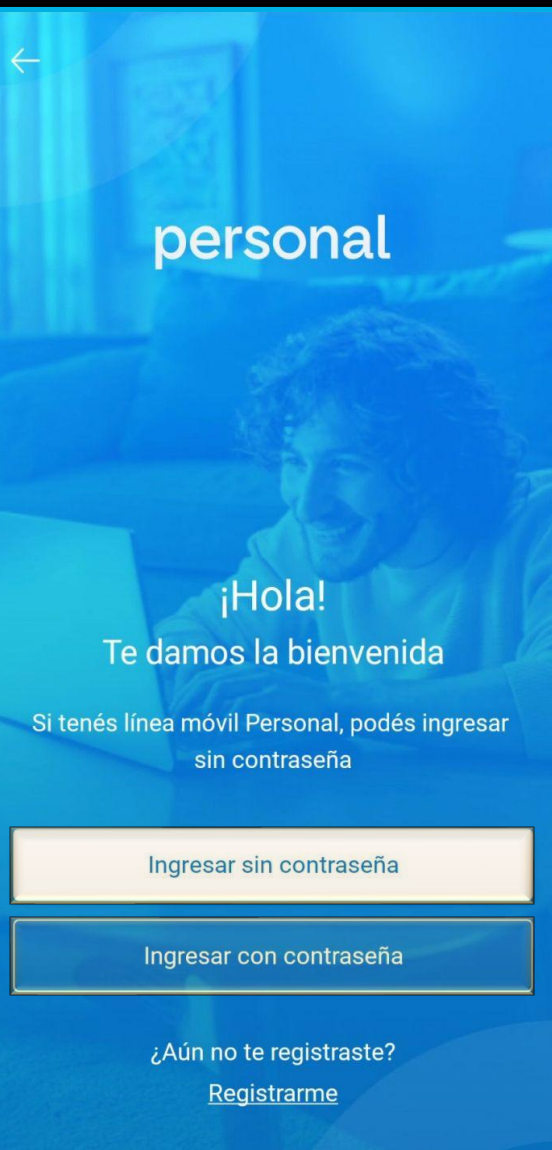 personal
¡Hola!
Te damos la bienvenida
Si tenés línea móvil Personal, podés ingresar
sin contraseña
Ingresar sin contraseña
Ingresar con contraseña
¿Aún no te registraste?
Registrarme